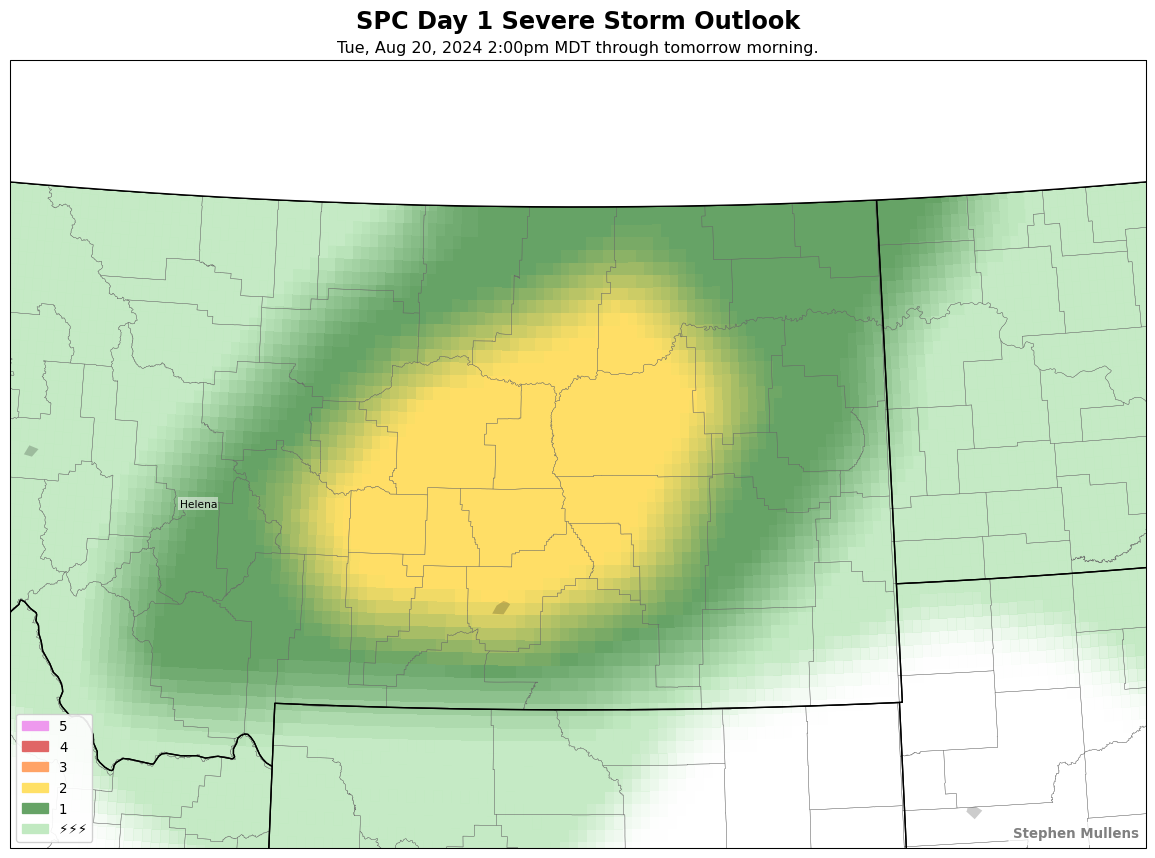 SPC Day 1 Severe Storm Outlook
Tue, Aug 20, 2024 2:00pm MDT through tomorrow morning.
Helena
5
4
3
2
1
⚡⚡⚡
Stephen Mullens